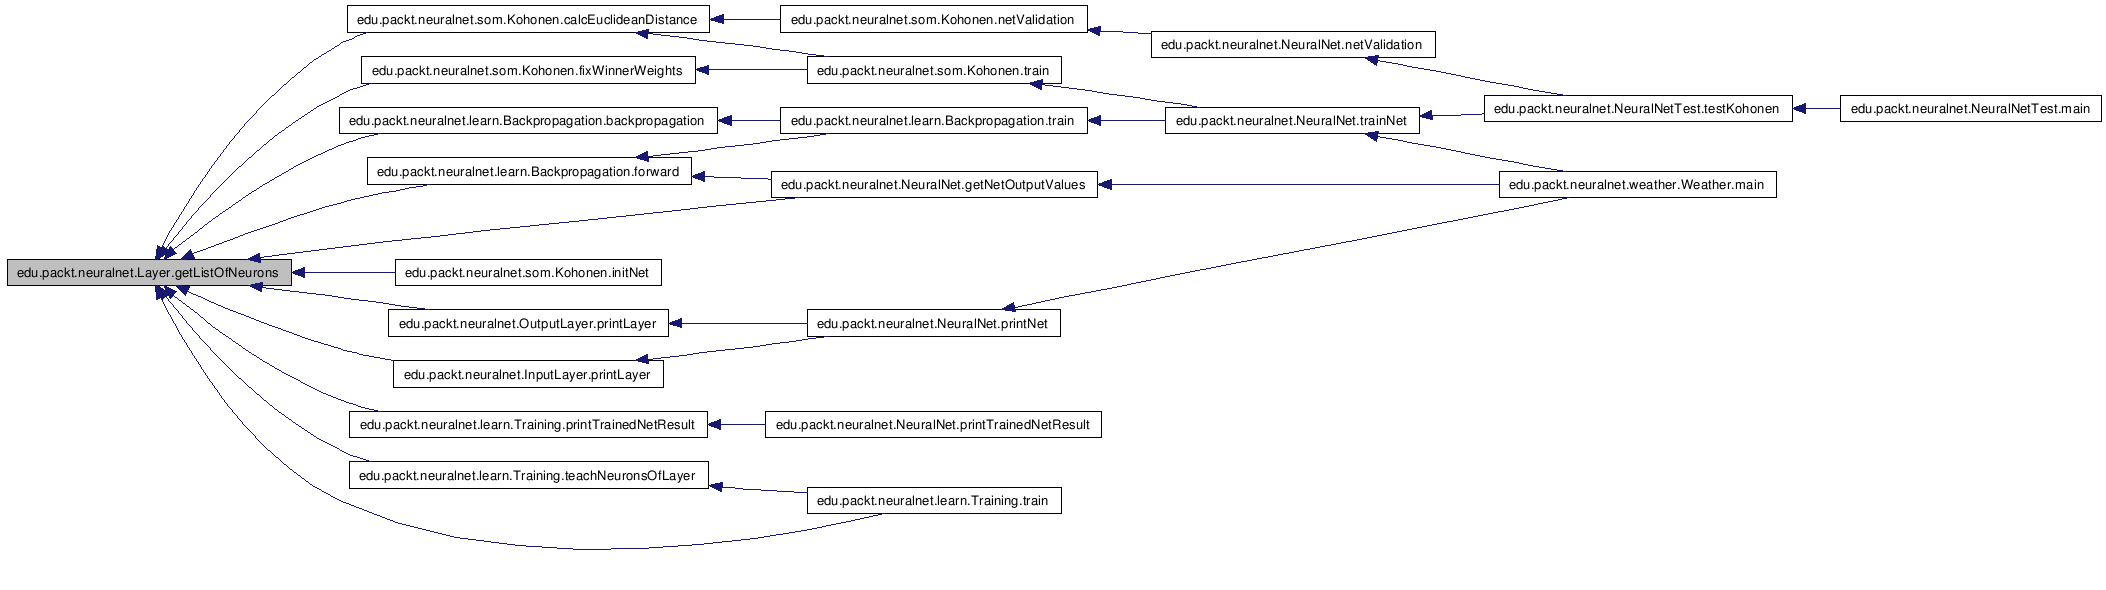 edu.packt.neuralnet.som.Kohonen.calcEuclideanDistance
edu.packt.neuralnet.som.Kohonen.netValidation
edu.packt.neuralnet.NeuralNet.netValidation
edu.packt.neuralnet.som.Kohonen.fixWinnerWeights
edu.packt.neuralnet.som.Kohonen.train
edu.packt.neuralnet.NeuralNetTest.testKohonen
edu.packt.neuralnet.NeuralNetTest.main
edu.packt.neuralnet.learn.Backpropagation.backpropagation
edu.packt.neuralnet.learn.Backpropagation.train
edu.packt.neuralnet.NeuralNet.trainNet
edu.packt.neuralnet.learn.Backpropagation.forward
edu.packt.neuralnet.NeuralNet.getNetOutputValues
edu.packt.neuralnet.weather.Weather.main
edu.packt.neuralnet.Layer.getListOfNeurons
edu.packt.neuralnet.som.Kohonen.initNet
edu.packt.neuralnet.OutputLayer.printLayer
edu.packt.neuralnet.NeuralNet.printNet
edu.packt.neuralnet.InputLayer.printLayer
edu.packt.neuralnet.learn.Training.printTrainedNetResult
edu.packt.neuralnet.NeuralNet.printTrainedNetResult
edu.packt.neuralnet.learn.Training.teachNeuronsOfLayer
edu.packt.neuralnet.learn.Training.train